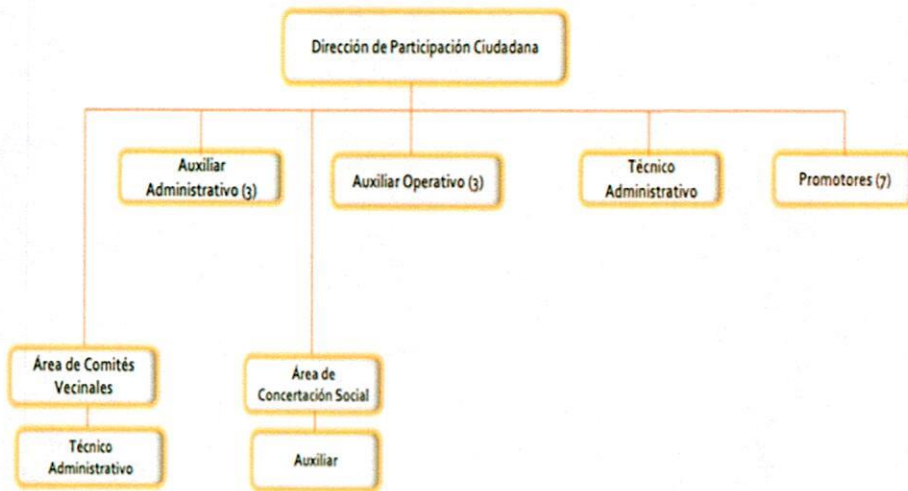 Dirección de Participación Ciudadana
Auxiliar
Administrativo (3)
Auxiliar Operativo (3)
Técnico
Administrativo
Promotores (7)
Área de Comités
Vecinales
Técnico
Administrativo
Área de
Concertación Social
Auxiliar